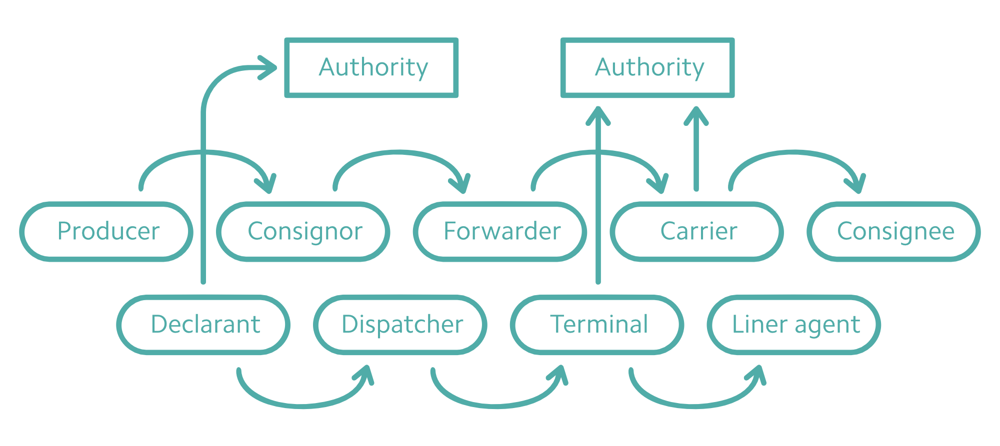 Authority
Authority
Producer
Consignor
Forwarder
Carrier
Consignee
Declarant
Dispatcher
Terminal
Liner agent